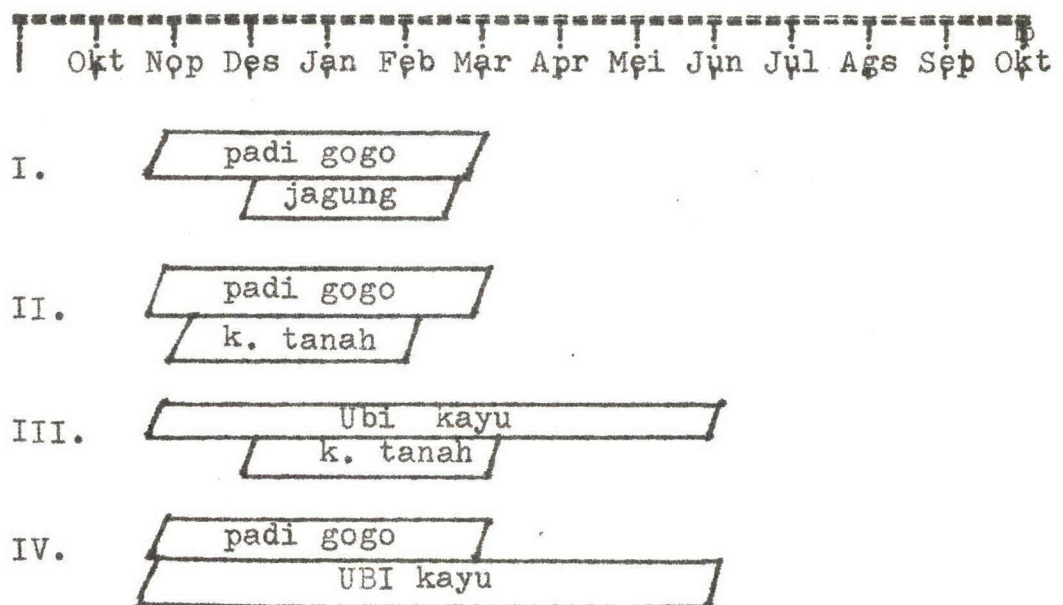 Okt Nop Des Jan Feb Mar Apr Mei Jun Jul Ags Sep Okt
I. padi gogo
jagung
II. padi gogo
k. tanah
III. Ubi kayu
k. tanah
IV. padi gogo
UBI kayu